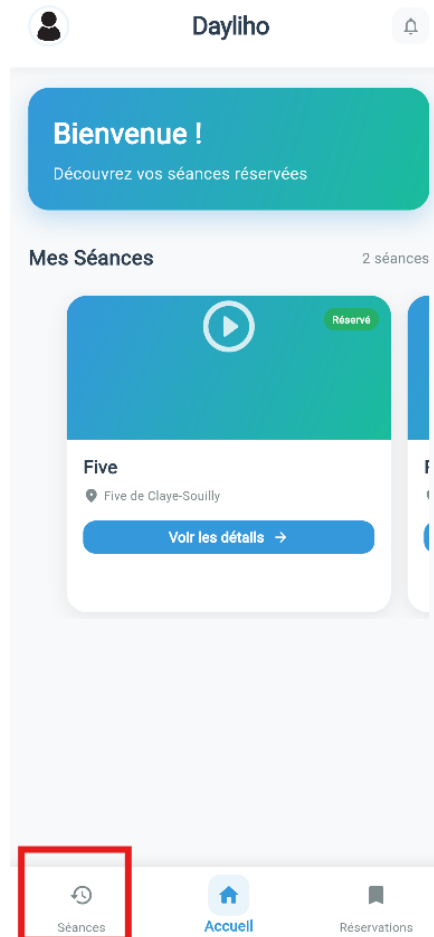 Dayliho
Bienvenue !
Découvrez vos séances réservées
Mes Séances
2 séances
Réservé
Five
Five de Claye-Souilly
Voir les détails →
Séances
Accueil
Réservations